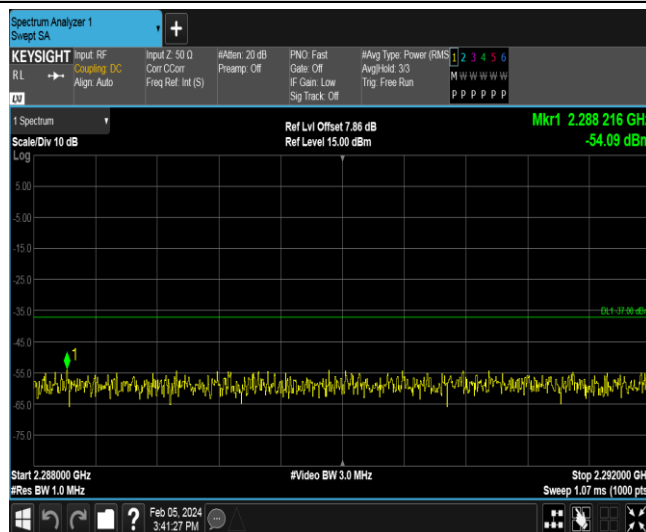 Spectrum Analyzer 1
Swept SA
+
KEYSIGHT
RL
LXI
Input: RF
Coupling: DC
Align: Auto
Input Z: 50 Ω
Corr CCorr
Freq Ref: Int (S)
#Atten: 20 dB
Preamp: Off
PNO: Fast
Gate: Off
IF Gain: Low
Sig Track: Off
#Avg Type: Power (RMS
Avg|Hold: 3/3
Trig: Free Run
1 2 3 4 5 6
M W W W W W
P P P P P P
1 Spectrum
Scale/Div 10 dB
Log
Ref Lvl Offset 7.86 dB
Ref Level 15.00 dBm
Mkr1 2.288 216 GHz
-54.09 dBm
5.00
-5.00
-15.0
-25.0
-35.0
DL1 -37.00 dBm
-45.0
1
-55.0
-65.0
-75.0
Start 2.288000 GHz
#Res BW 1.0 MHz
#Video BW 3.0 MHz
Stop 2.292000 GH
Sweep 1.07 ms (1000 pts
?
Feb 05, 2024
3:41:27 PM